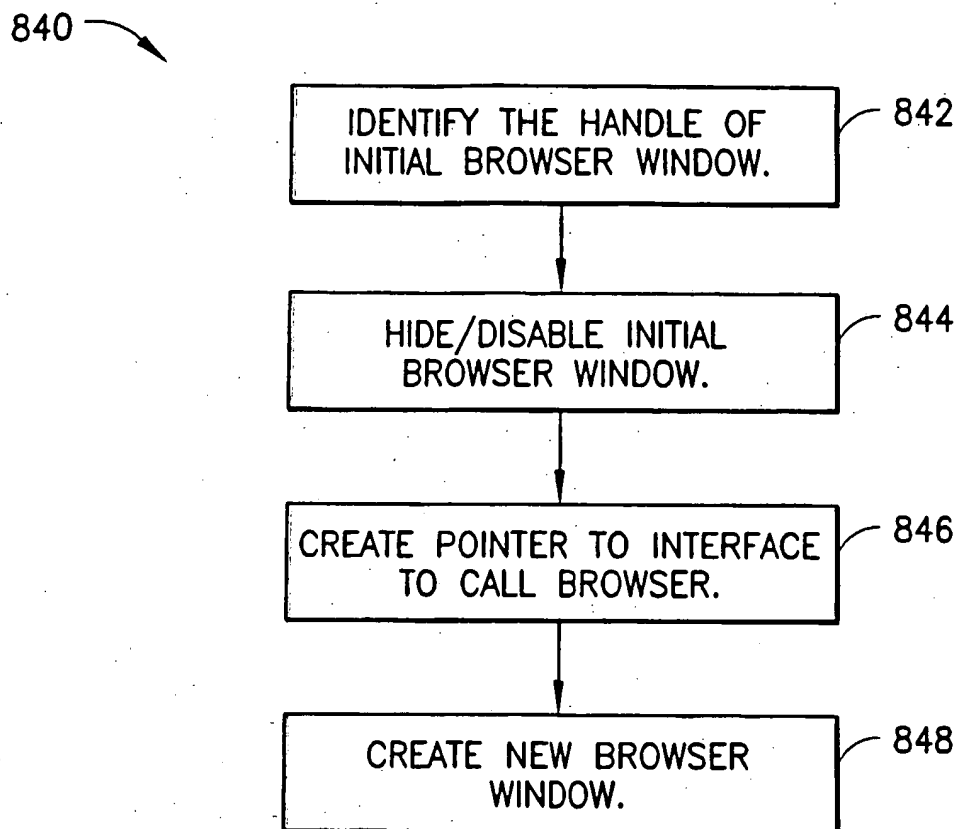 840
IDENTIFY THE HANDLE OF
INITIAL BROWSER WINDOW.
842
HIDE/DISABLE INITIAL
BROWSER WINDOW.
844
CREATE POINTER TO INTERFACE
TO CALL BROWSER.
846
CREATE NEW BROWSER
WINDOW.
848